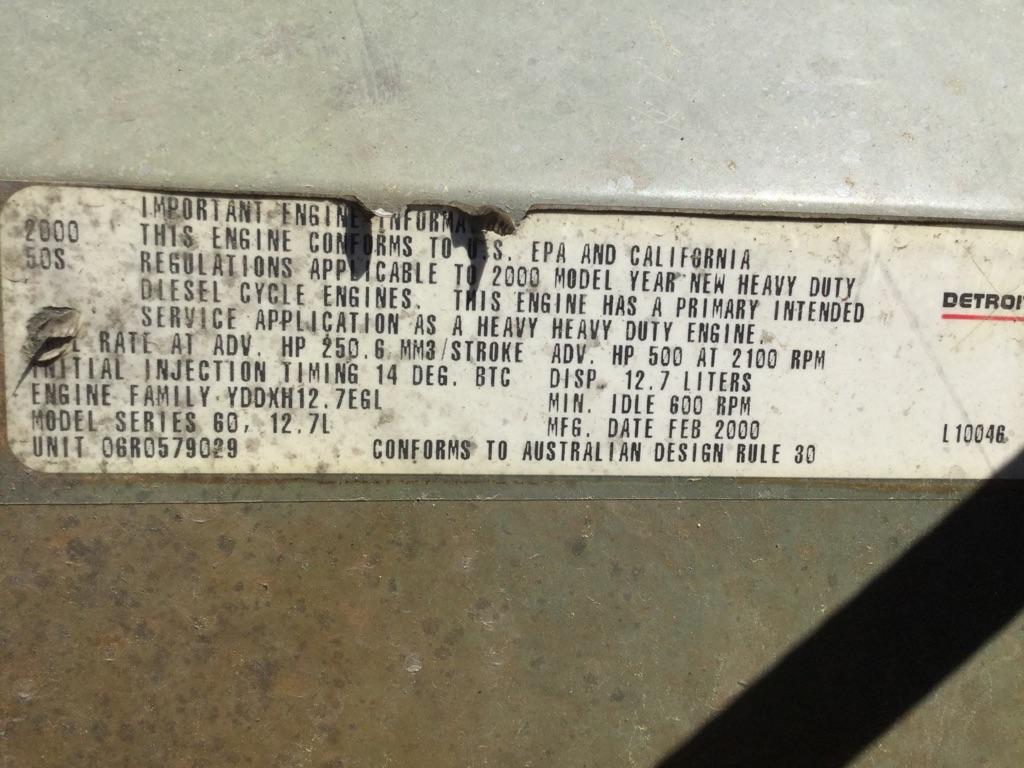 IMPORTANT ENGINE
2000 THIS ENGINE CONFORMS TO U.S. EPA AND CALIFORNIA
50S REGULATIONS APPLICABLE TO 2000 MODEL YEAR NEW HEAVY DUTY
DIESEL CYCLE ENGINES. THIS ENGINE HAS A PRIMARY INTENDED
SERVICE APPLICATION AS A HEAVY HEAVY DUTY ENGINE.
RATE AT ADV. HP 250.6 MM3/STROKE ADV. HP 500 AT 2100 RPM
INITIAL INJECTION TIMING 14 DEG. BTC DISP. 12.7 LITERS
ENGINE FAMILY YDDXH12.7EGL MIN. IDLE 600 RPM
MODEL SERIES 60, 12.7L MFG. DATE FEB 2000
UNIT 06R0579029 CONFORMS TO AUSTRALIAN DESIGN RULE 30
DETROI
L10046